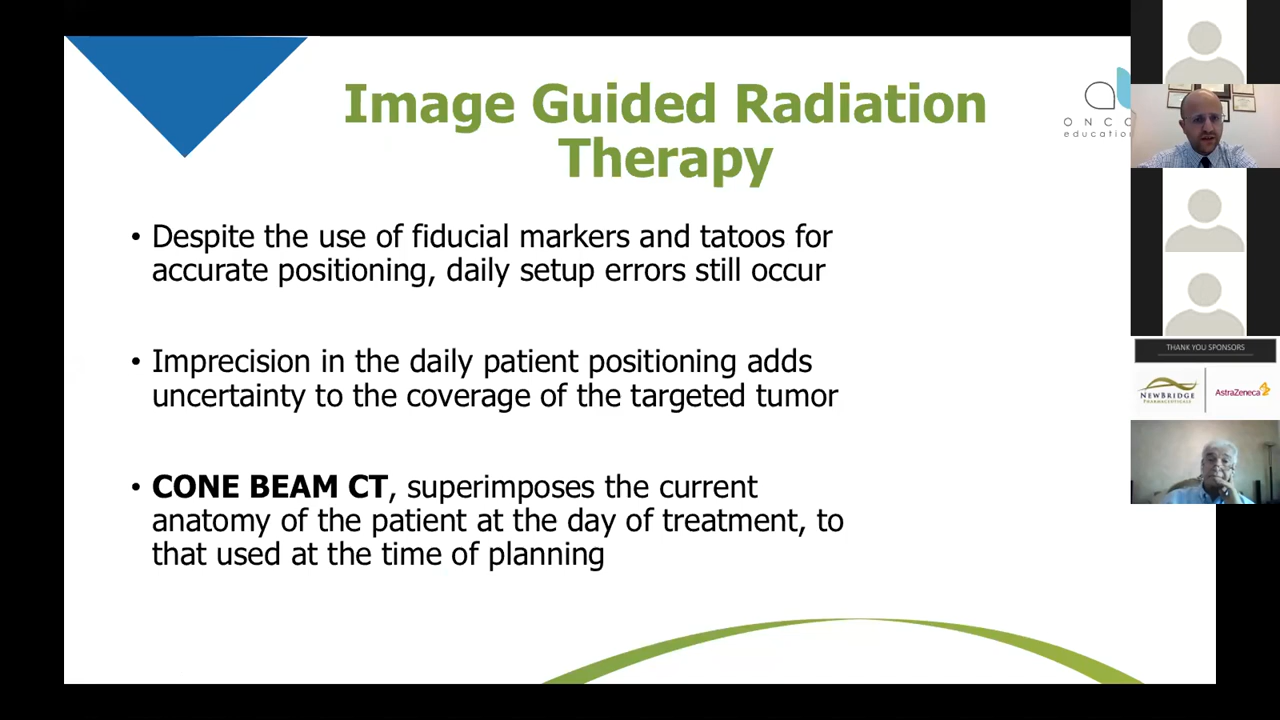 Image Guided Radiation
Therapy
• Despite the use of fiducial markers and tatoos for
accurate positioning, daily setup errors still occur
• Imprecision in the daily patient positioning adds
uncertainty to the coverage of the targeted tumor
• CONE BEAM CT, superimposes the current
anatomy of the patient at the day of treatment, to
that used at the time of planning
ONCO
education
THANK YOU SPONSORS
NEWBRIDGE
PHARMACEUTICALS
AstraZeneca